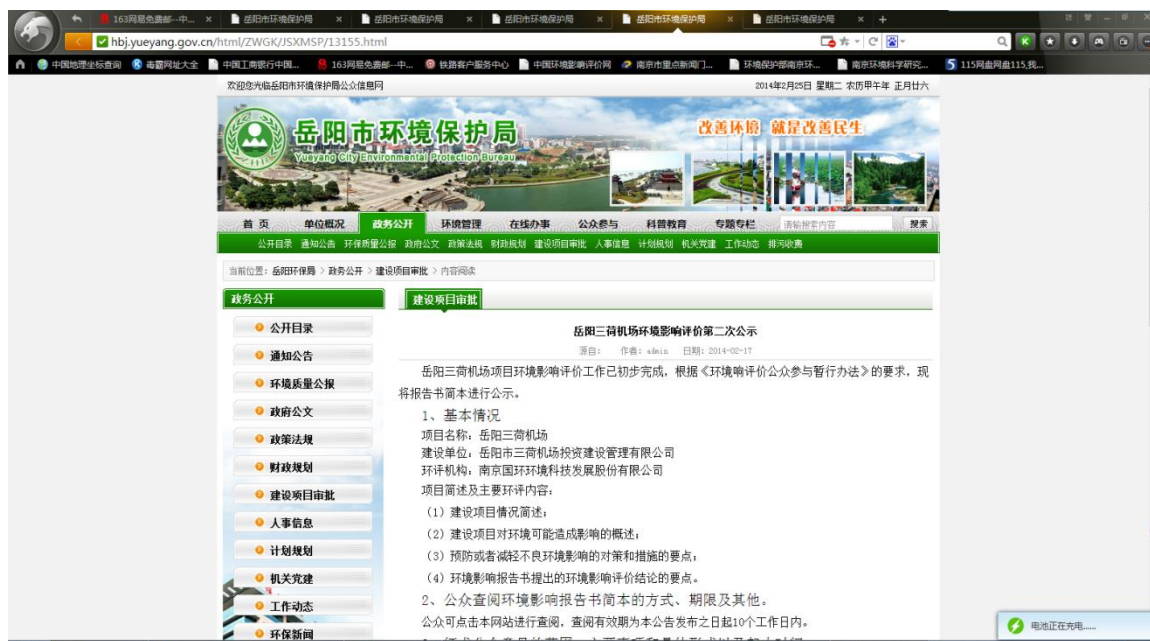 163网易免费邮--中...
岳阳市环境保护局
岳阳市环境保护局
岳阳市环境保护局
岳阳市环境保护局
岳阳市环境保护局
hbj.yueyang.gov.cn/html/ZWGK/JSXMSP/13155.html
中国地理坐标查询 毒霸网址大全 中国工商银行中国... 163网易免费邮--中... 铁路客户服务中心 中国环境影响评价网 南京市重点新闻门... 环境保护部南京环... 南京环境科学研究... 115网盘网盘115,我...
欢迎您光临岳阳市环境保护局公众信息网
2014年2月25日 星期二 农历甲午年 正月廿六
岳阳市环境保护局
Yueyang City Environmental Protection Bureau
改善环境 就是改善民生
首 页 单位概况 政务公开 环境管理 在线办事 公众参与 科普教育 专题专栏 请输搜索内容 搜索
公开目录 通知公告 环保质量公报 政府公文 政策法规 财政规划 建设项目审批 人事信息 计划规划 机关党建 工作动态 排污收费
当前位置：岳阳环保局 > 政务公开 > 建设项目审批 > 内容阅读
政务公开
公开目录
通知公告
环境质量公报
政府公文
政策法规
财政规划
建设项目审批
人事信息
计划规划
机关党建
工作动态
环保新闻
建设项目审批
岳阳三荷机场环境影响评价第二次公示
源自： 作者：admin 日期：2014-02-17
岳阳三荷机场项目环境影响评价工作已初步完成，根据《环境响评价公众参与暂行办法》的要求，现
将报告书简本进行公示。
1、基本情况
项目名称：岳阳三荷机场
建设单位：岳阳市三荷机场投资建设管理有限公司
环评机构：南京国环环境科技发展股份有限公司
项目简述及主要环评内容：
（1）建设项目情况简述；
（2）建设项目对环境可能造成影响的概述；
（3）预防或者减轻不良环境影响的对策和措施的要点；
（4）环境影响报告书提出的环境影响评价结论的要点。
2、公众查阅环境影响报告书简本的方式、期限及其他。
公众可点击本网站进行查阅，查阅有效期为本公告发布之日起10个工作日内。
电池正在充电......